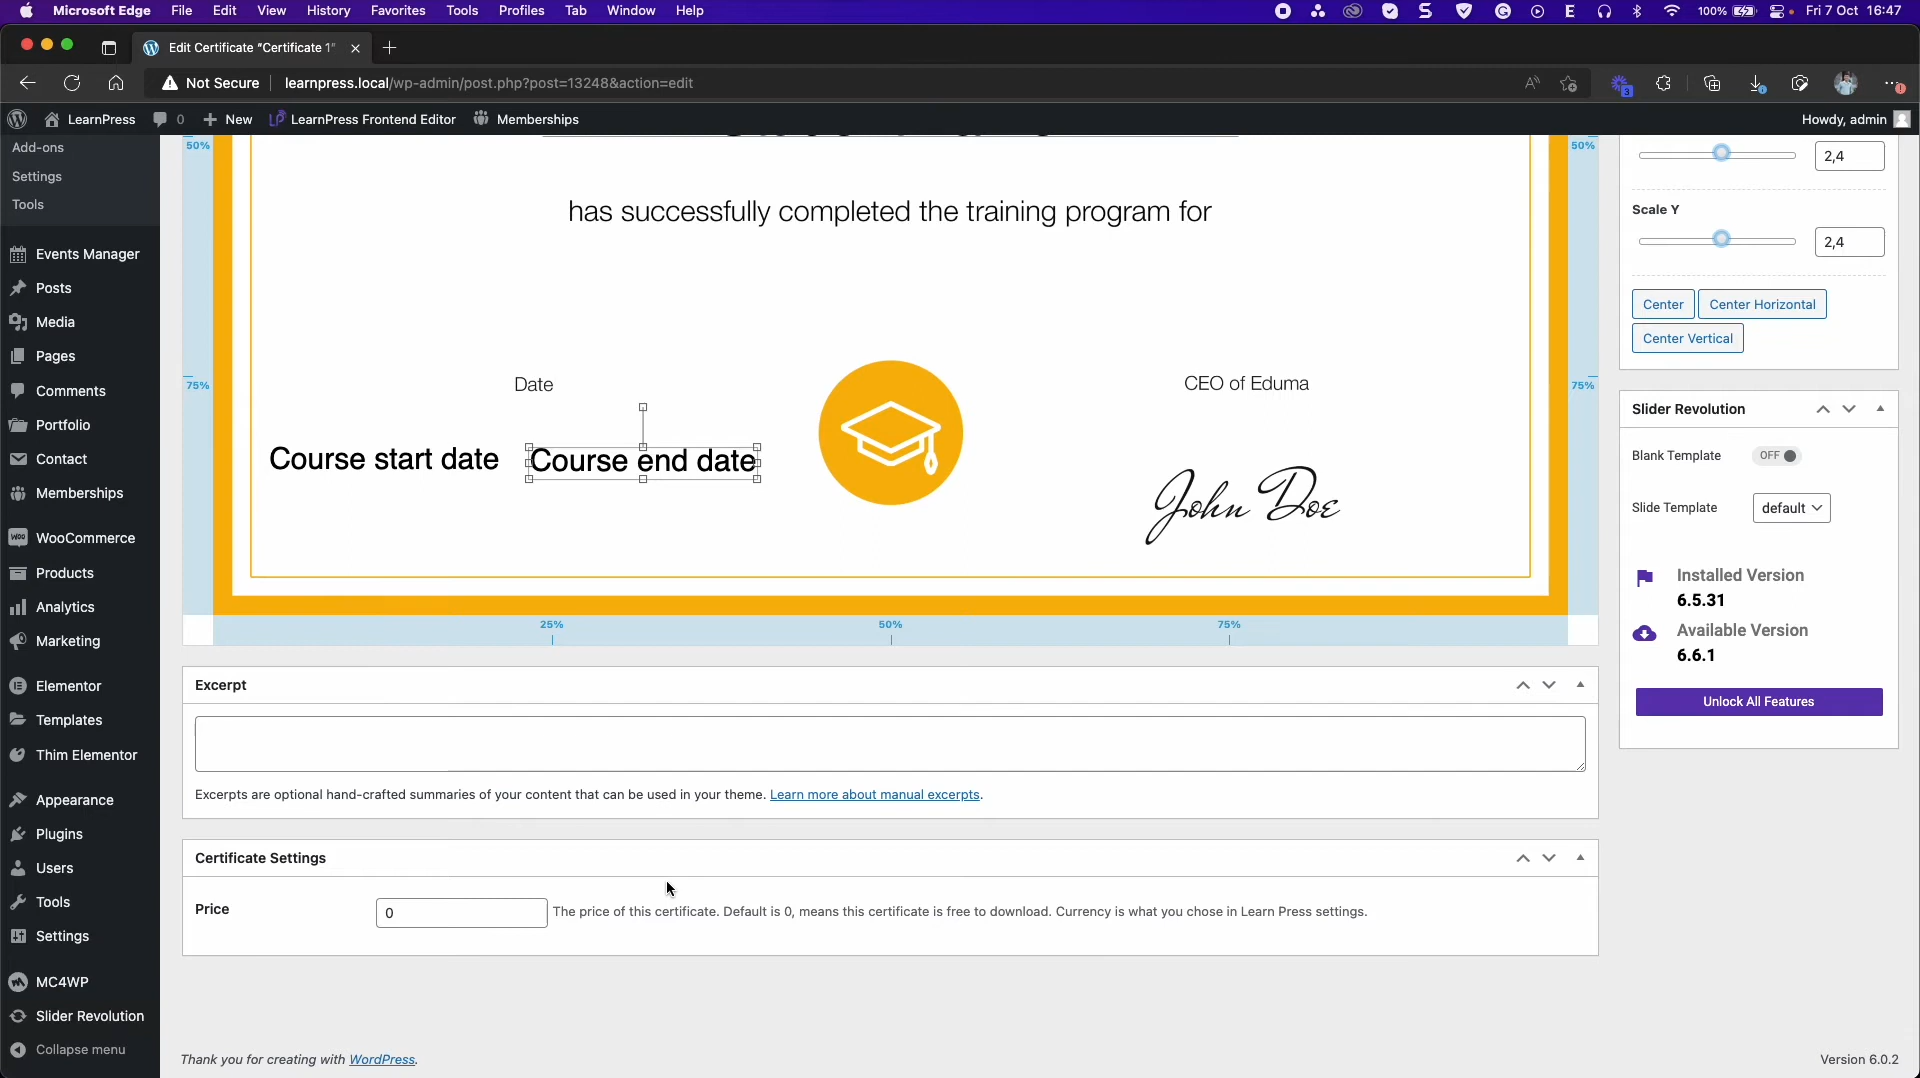 Microsoft Edge File Edit View History Favorites Tools Profiles Tab Window Help
S E 100% Fri 7 Oct 16:47
Edit Certificate "Certificate 1"
Not Secure learnpress.local/wp-admin/post.php?post=13248&action=edit
3
LearnPress 0 New LearnPress Frontend Editor Memberships Howdy, admin
Add-ons
Settings
Tools
Events Manager
Posts
Media
Pages
Comments
Portfolio
Contact
Memberships
WooCommerce
Products
Analytics
Marketing
Elementor
Templates
Thim Elementor
Appearance
Plugins
Users
Tools
Settings
MC4WP
Slider Revolution
Collapse menu
50% 50%
has successfully completed the training program for
75% 75%
Date
CEO of Eduma
Course start date Course end date
John Doe
25% 50% 75%
Excerpt
Excerpts are optional hand-crafted summaries of your content that can be used in your theme. Learn more about manual excerpts.
Certificate Settings
Price 0 The price of this certificate. Default is 0, means this certificate is free to download. Currency is what you chose in Learn Press settings.
2,4
Scale Y
2,4
Center Center Horizontal
Center Vertical
Slider Revolution
Blank Template OFF
Slide Template default
Installed Version
6.5.31
Available Version
6.6.1
Unlock All Features
Thank you for creating with WordPress.
Version 6.0.2